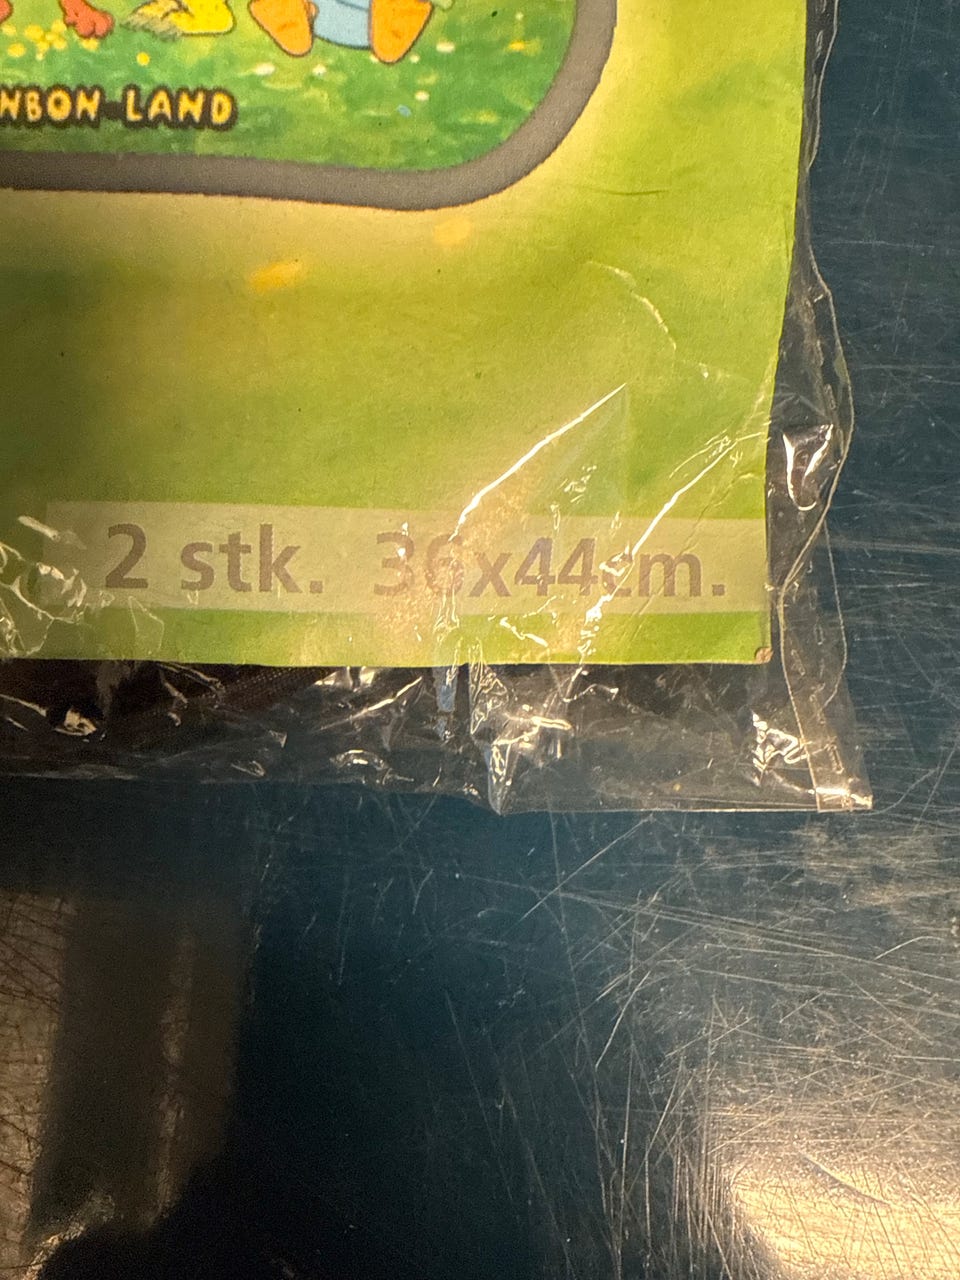 NBON LAND
2 stk. 36x44cm.